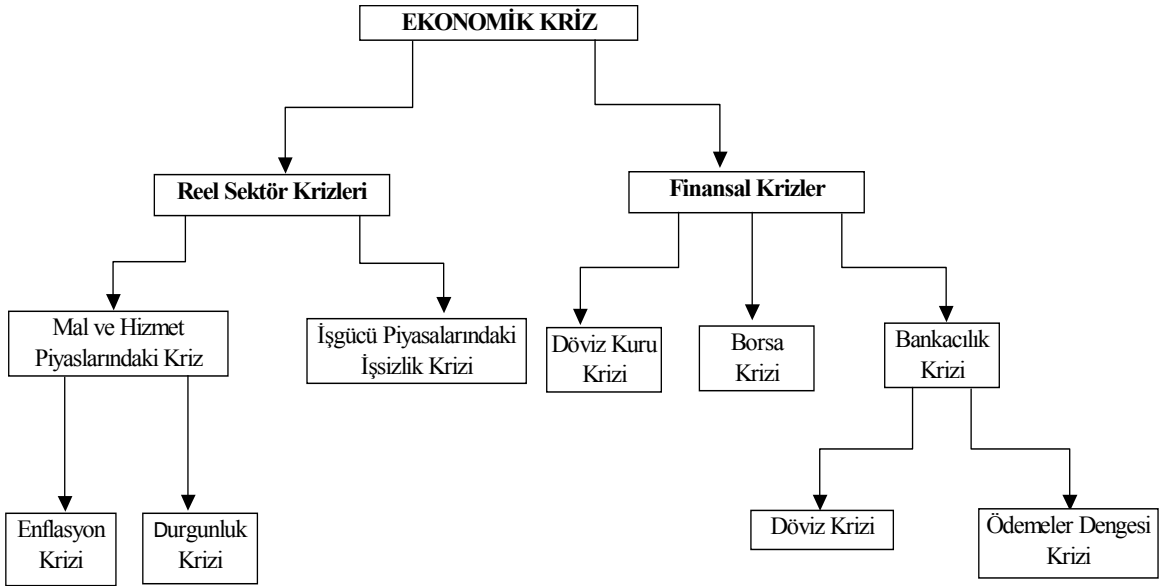 EKONOMİK KRİZ
Reel Sektör Krizleri
Finansal Krizler
Mal ve Hizmet
Piyaslarındaki Kriz
İşgücü Piyasalarındaki
İşsizlik Krizi
Döviz Kuru
Krizi
Borsa
Krizi
Bankacılık
Krizi
Enflasyon
Krizi
Durgunluk
Krizi
Döviz Krizi
Ödemeler Dengesi
Krizi